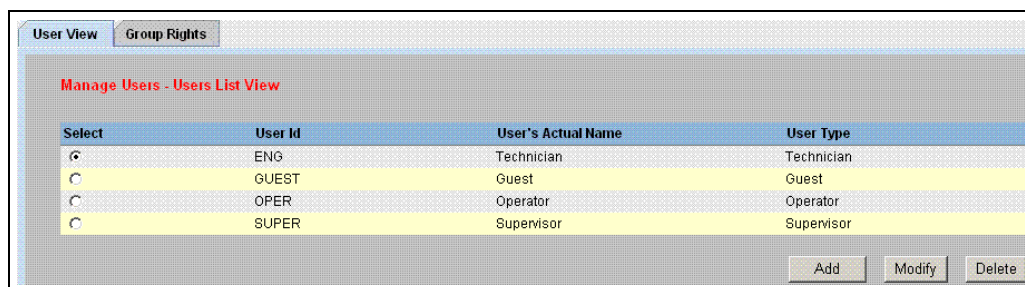 User View Group Rights
Manage Users - Users List View
Select User Id User's Actual Name User Type
ENG Technician Technician
GUEST Guest Guest
OPER Operator Operator
SUPER Supervisor Supervisor
Add Modify Delete